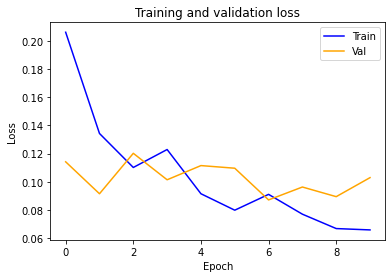 Training and validation loss
Train
Val
Loss
0.20
0.18
0.16
0.14
0.12
0.10
0.08
0.06
0 2 4 6 8
Epoch